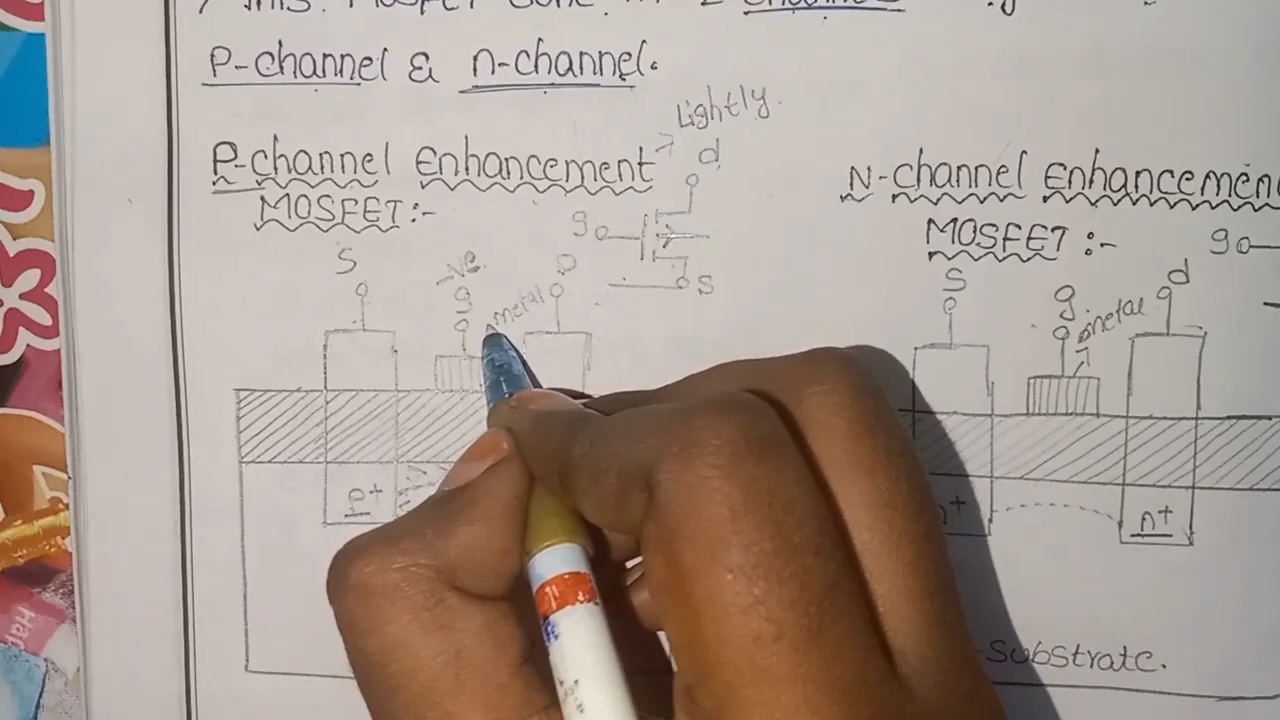 P-channel & n-channel.
Lightly
P-channel Enhancement
MOSFET:-
d
g
S
S
-ve
g
metal
D
P+
N-channel Enhancement
MOSFET:-
g
S
g
metal
d
n+
n+
Substrate.